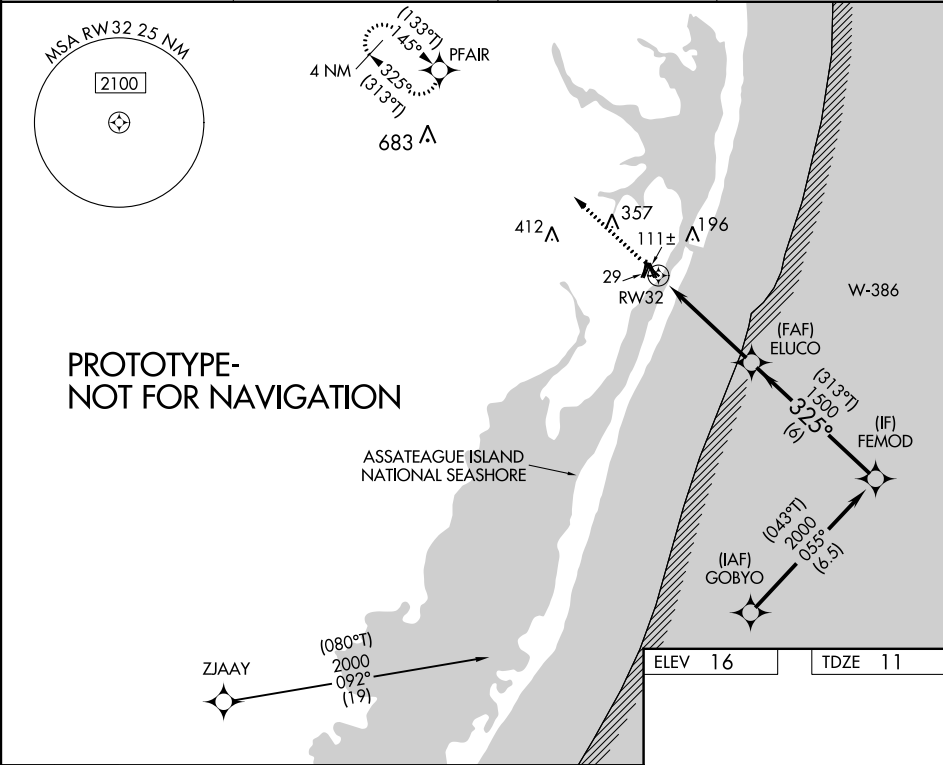 MSA RW32 25 NM
2100
(133°T)
145°
4 NM
325°
(313°T)
PFAIR
683
412
357
111±
196
29
RW32
W-386
(FAF)
ELUCO
PROTOTYPE-
NOT FOR NAVIGATION
(313°T)
1500
325°
(6)
(IF)
FEMOD
ASSATEAGUE ISLAND
NATIONAL SEASHORE
(043°T)
2000
055°
(6.5)
(IAF)
GOBYO
ZJAAY
(080°T)
2000
092°
(19)
ELEV 16
TDZE 11